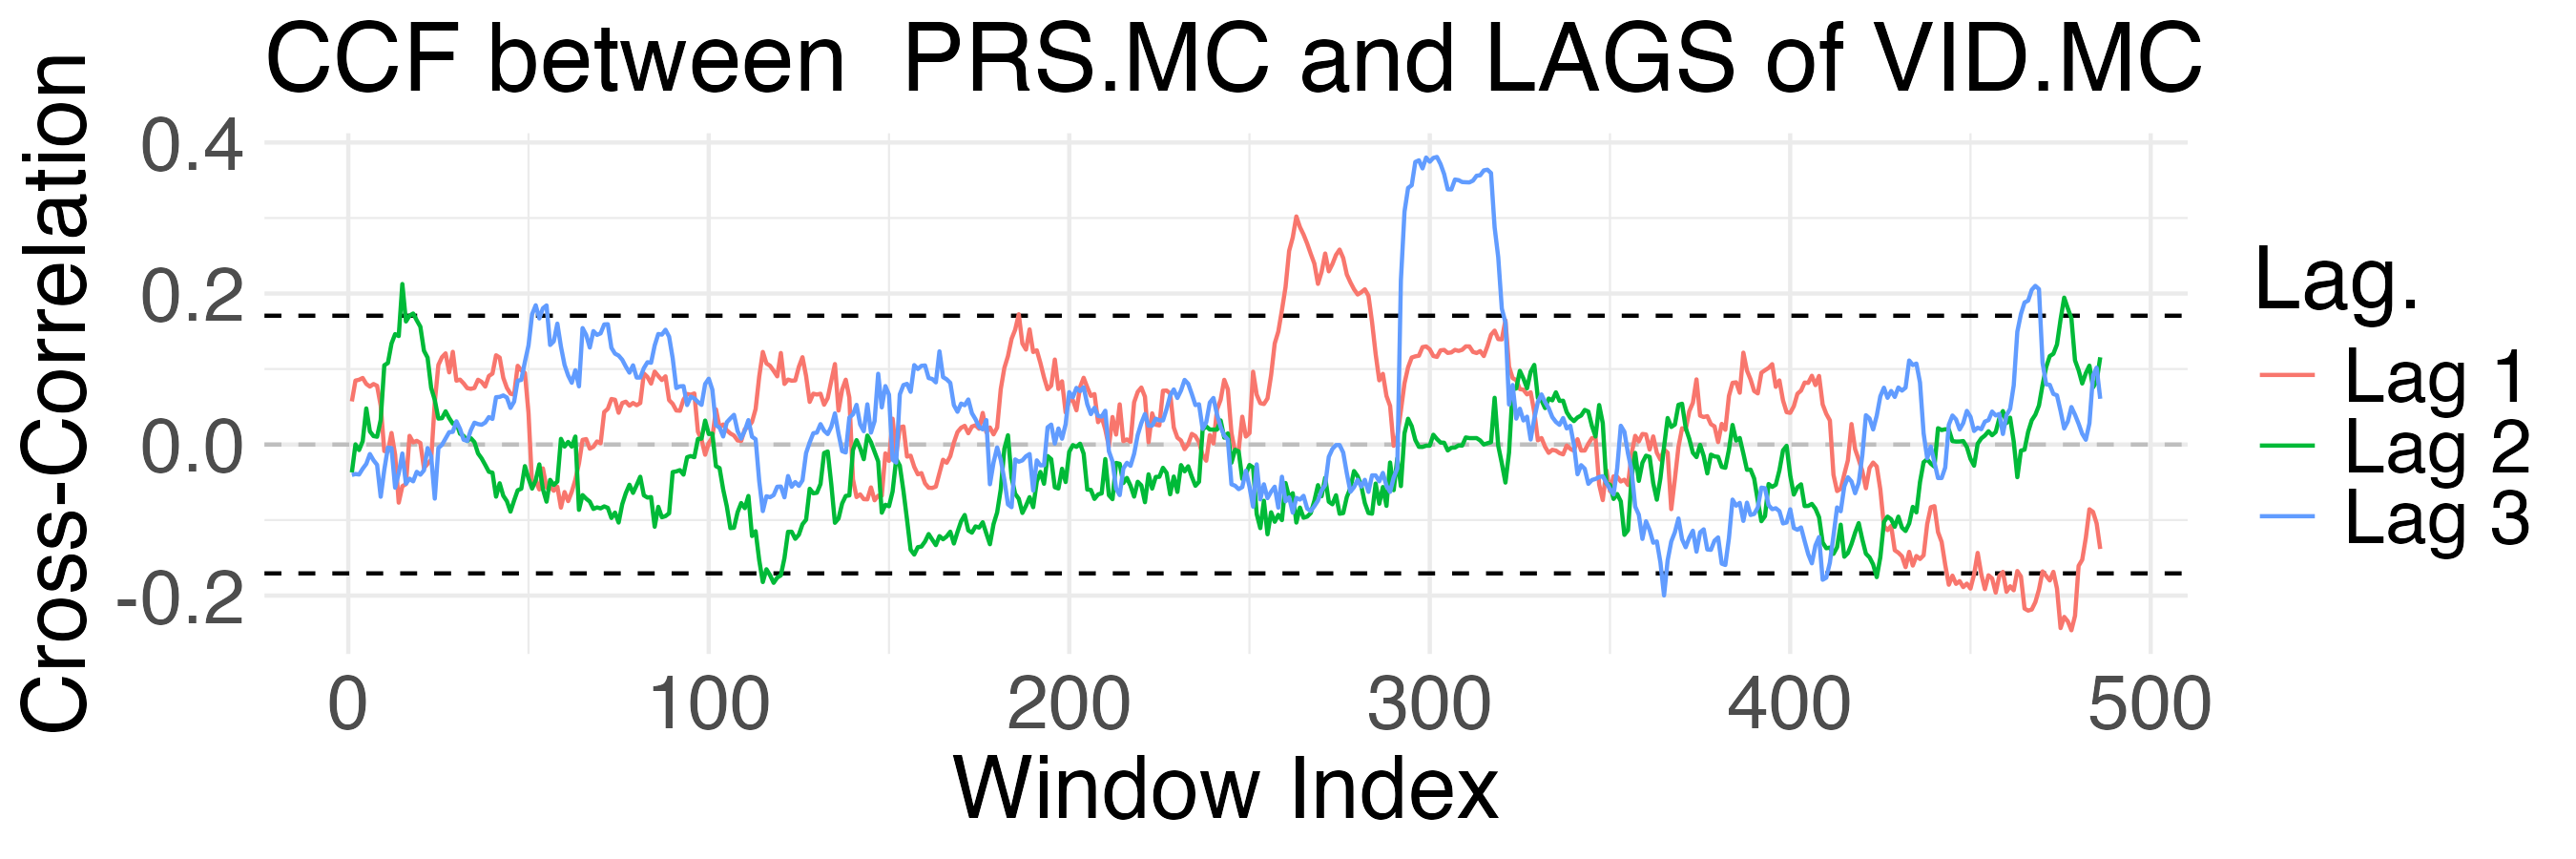 CCF between  PRS.MC and LAGS of VID.MC
Cross-Correlation
0.4
0.2
0.0
-0.2
0 100 200 300 400 500
Window Index
Lag.
Lag 1
Lag 2
Lag 3